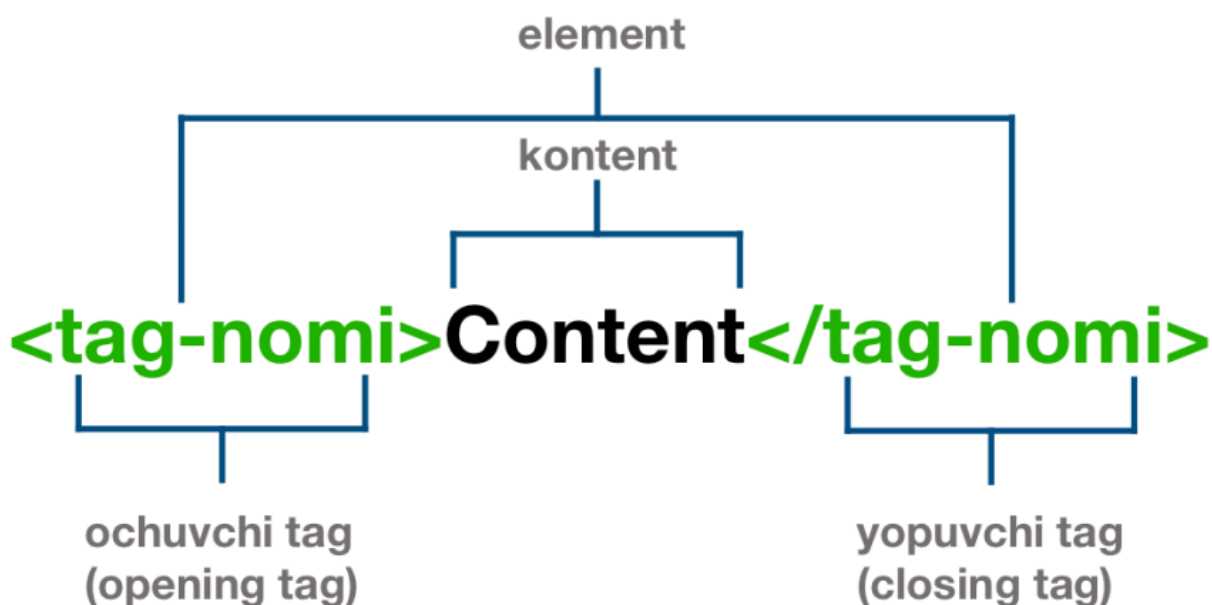 element
kontent
<tag-nomi>Content</tag-nomi>
ochuvchi tag
(opening tag)
yopuvchi tag
(closing tag)